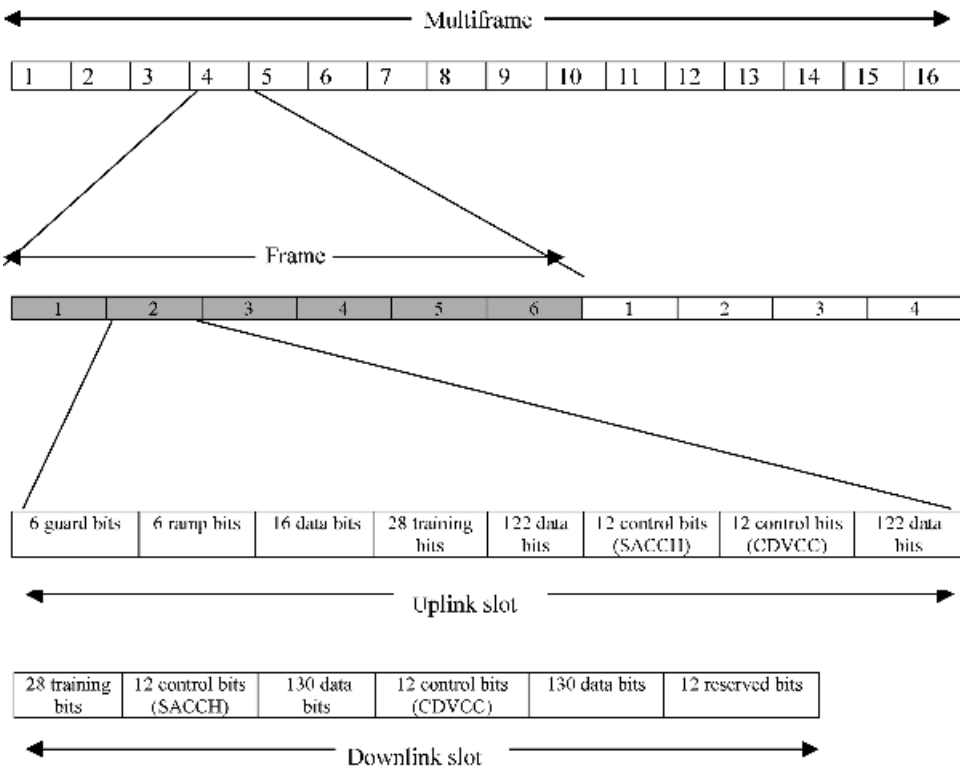 Multiframe
1 2 3 4 5 6 7 8 9 10 11 12 13 14 15 16
Frame
1 2 3 4 5 6 1 2 3 4
6 guard bits 6 ramp bits 16 data bits 28 training 122 data 12 control bits 12 control bits 122 data
bits bits (SACCH) (CDVCC) bits
Uplink slot
28 training 12 control bits 130 data 12 control bits 130 data bits 12 reserved bits
bits (SACCH) bits (CDVCC)
Downlink slot